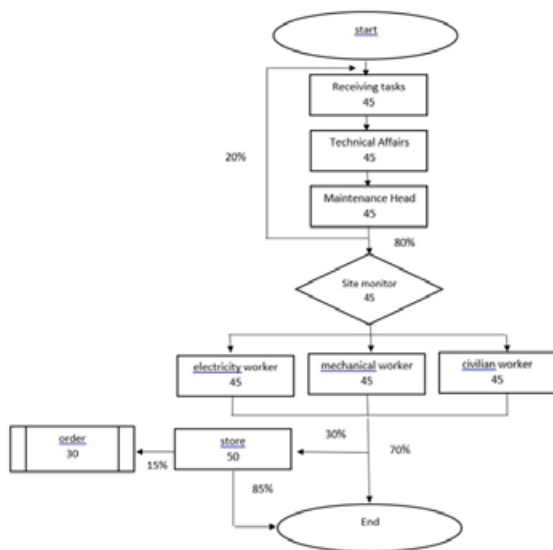 start
Receiving tasks
45
Technical Affairs
45
20%
Maintenance Head
45
80%
Site monitor
45
electricity worker
45
mechanical worker
45
civilian worker
45
order
30
store
50
30%
70%
15%
85%
End